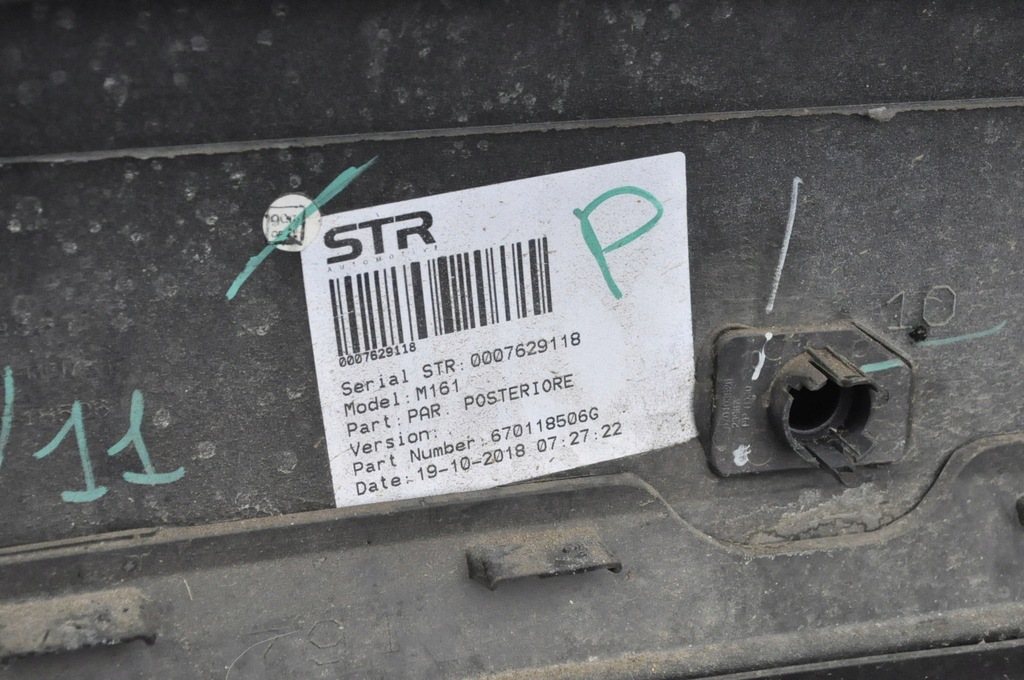 STR
AUTOMOTIVE
P
0007629118
Serial STR: 0007629118
Model: M161
Part: PAR. POSTERIORE
Version:
Part Number: 670118506G
Date: 19-10-2018 07:27:22
11
10